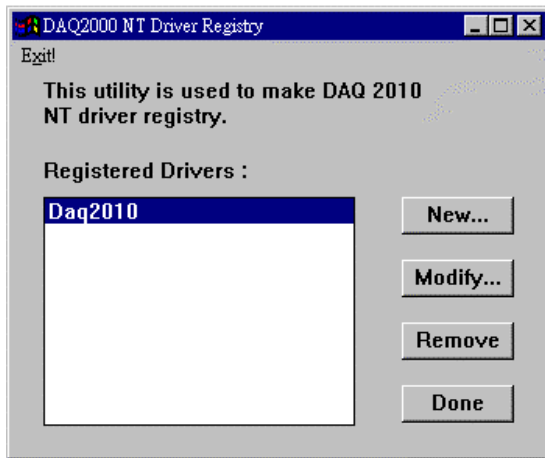 DAQ2000 NT Driver Registry
Exit!
This utility is used to make DAQ 2010
NT driver registry.
Registered Drivers :
Daq2010
New...
Modify...
Remove
Done